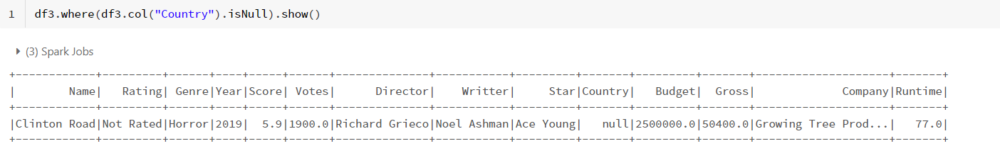 1 df3.where(df3.col("Country").isNull).show()
(3) Spark Jobs
+------------+---------+------+----+-----+------+--------------+-----------+---------+-------+---------+-------+--------------------+-------+
|        Name|   Rating| Genre|Year|Score| Votes|      Director|    Writter|     Star|Country|   Budget|  Gross|             Company|Runtime|
+------------+---------+------+----+-----+------+--------------+-----------+---------+-------+---------+-------+--------------------+-------+
|Clinton Road|Not Rated|Horror|2019|  5.9|1900.0|Richard Grieco|Noel Ashman|Ace Young|   null|2500000.0|50400.0|Growing Tree Prod...|   77.0|
+------------+---------+------+----+-----+------+--------------+-----------+---------+-------+---------+-------+--------------------+-------+